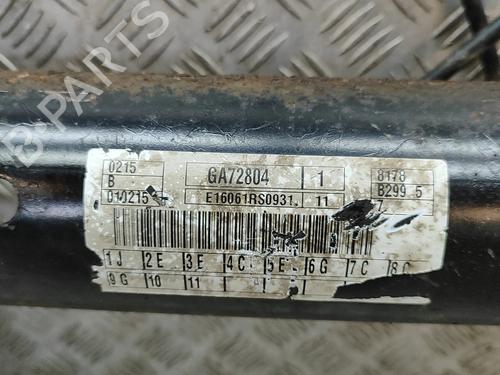 B-PARTS
0215 GA72804 1 8178
B B299 5
010215 E16061RS0931. 11 7
1J 2E 3E 4C 5E 6G 7C 8C
9G 10 11